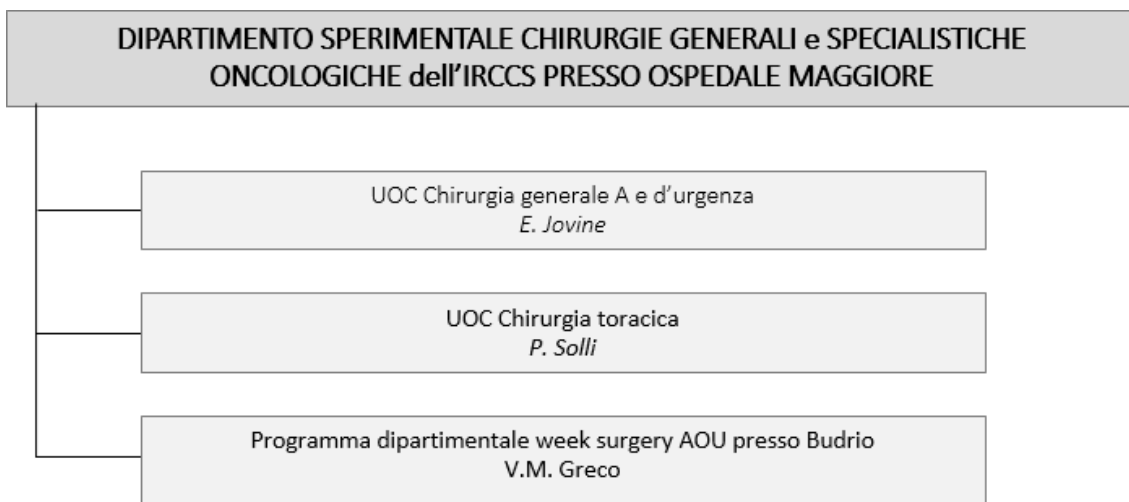 DIPARTIMENTO SPERIMENTALE CHIRURGIE GENERALI e SPECIALISTICHE
ONCOLOGICHE dell'IRCCS PRESSO OSPEDALE MAGGIORE
UOC Chirurgia generale A e d'urgenza
E. Jovine
UOC Chirurgia toracica
P. Solli
Programma dipartimentale week surgery AOU presso Budrio
V.M. Greco